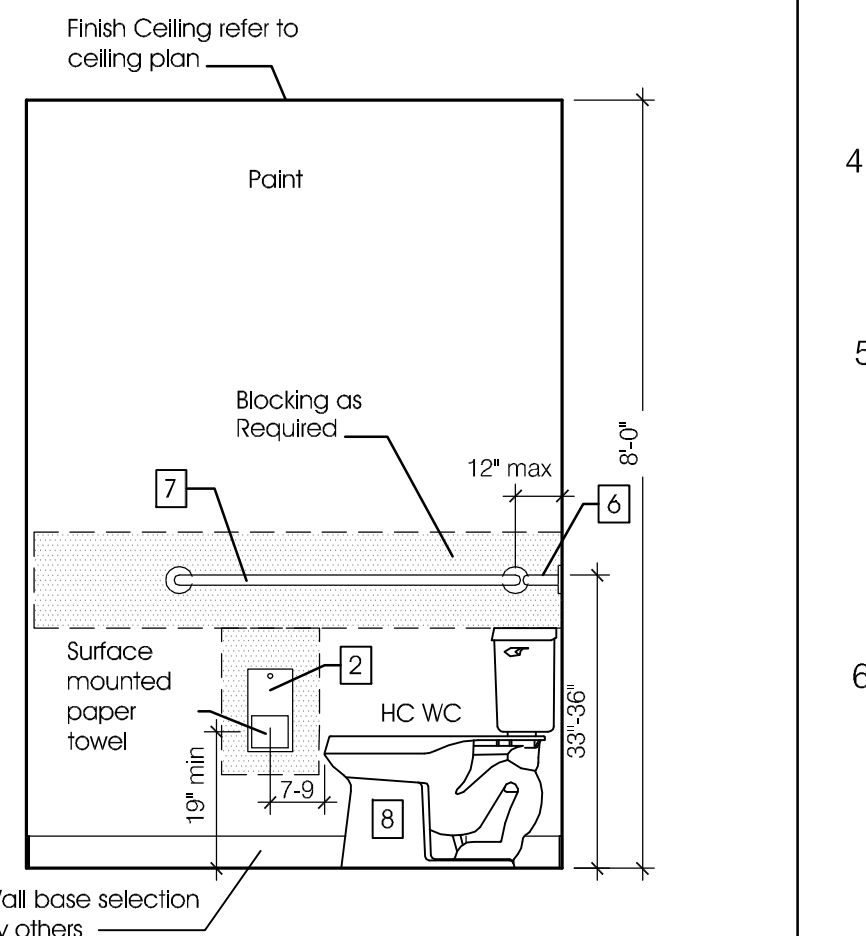 Finish Ceiling refer to
ceiling plan
Paint
4
5
Blocking as
Required
8'-0"
12" max
7
6
Surface
mounted
paper
towel
2
HC WC
33"-36"
6
19" min
7-9
8
Wall base selection
by others